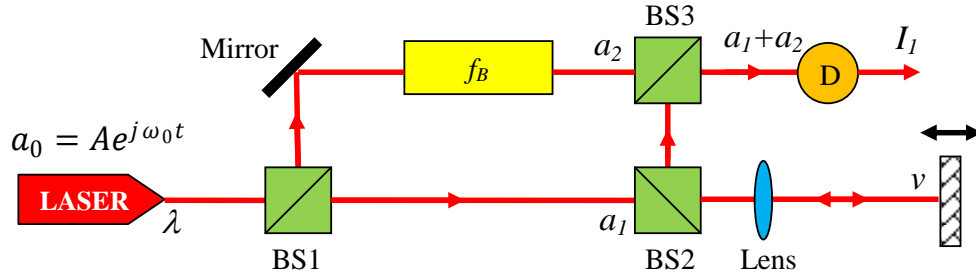 BS3
Mirror
f_B
a_2
a_1+a_2
D
I_1
a_0 = Ae^{jω_0t}
LASER
λ
a_1
v
BS1
BS2
Lens